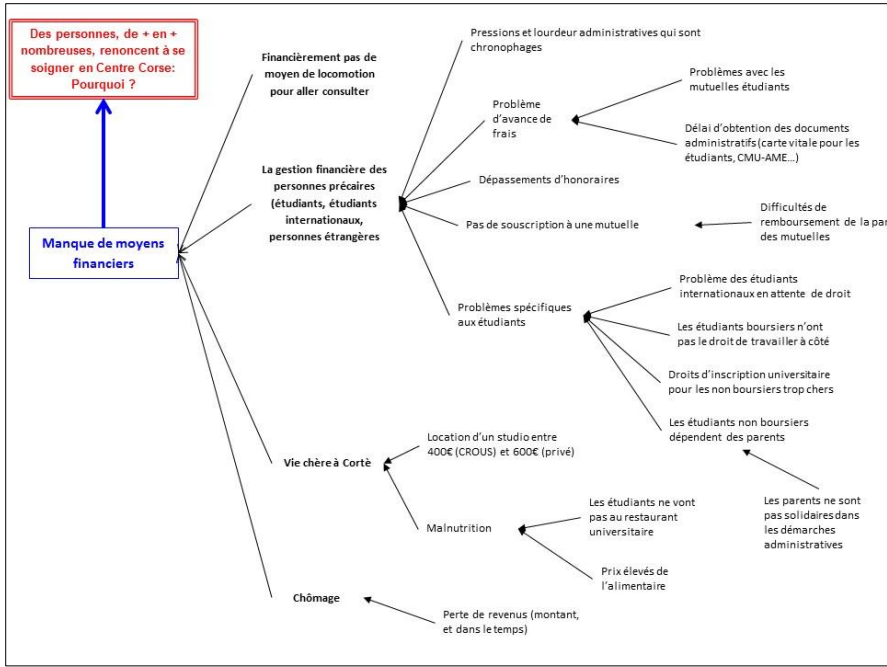 Des personnes, de + en +
nombreuses, renoncent à se
soigner en Centre Corse:
Pourquoi ?
Manque de moyens
financiers
Financièrement pas de
moyen de locomotion
pour aller consulter
La gestion financière des
personnes précaires
(étudiants, étudiants
internationaux,
personnes étrangères
Vie chère à Cortè
Chômage
Pressions et lourdeur administratives qui sont
chronophages
Problème
d'avance de
frais
Problèmes avec les
mutuelles étudiants
Délai d'obtention des documents
administratifs (carte vitale pour les
étudiants, CMU-AME...)
Dépassements d'honoraires
Pas de souscription à une mutuelle
Difficultés de
remboursement de la par
des mutuelles
Problèmes spécifiques
aux étudiants
Problème des étudiants
internationaux en attente de droit
Les étudiants boursiers n'ont
pas le droit de travailler à côté
Droits d'inscription universitaire
pour les non boursiers trop chers
Les étudiants non boursiers
dépendent des parents
Les parents ne sont
pas solidaires dans
les démarches
administratives
Location d'un studio entre
400€ (CROUS) et 600€ (privé)
Malnutrition
Les étudiants ne vont
pas au restaurant
universitaire
Prix élevés de
l'alimentaire
Perte de revenus (montant,
et dans le temps)